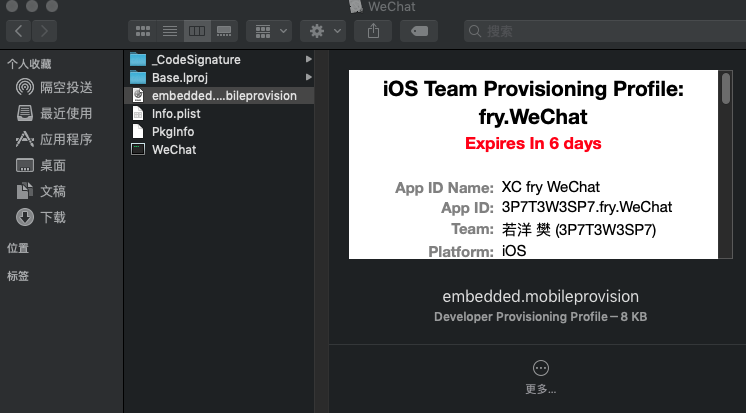 WeChat
搜索
个人收藏
隔空投送
最近使用
应用程序
桌面
文稿
下载
位置
标签
_CodeSignature
Base.lproj
embedded....bileprovision
Info.plist
PkgInfo
WeChat
iOS Team Provisioning Profile:
fry.WeChat
Expires In 6 days
App ID Name: XC fry WeChat
App ID: 3P7T3W3SP7.fry.WeChat
Team: 若洋 樊 (3P7T3W3SP7)
Platform: iOS
embedded.mobileprovision
Developer Provisioning Profile – 8 KB
更多...